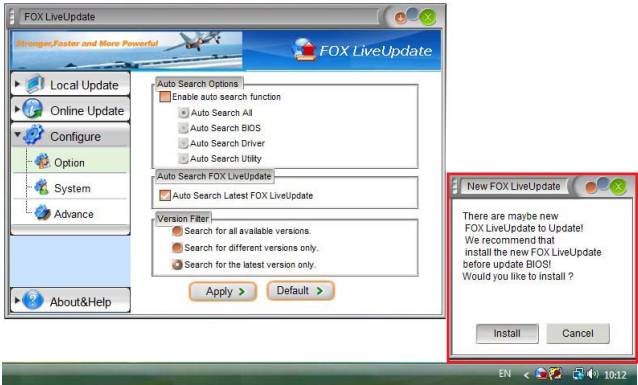 FOX LiveUpdate
Stronger,Faster and More Powerful
FOX LiveUpdate
Local Update
Online Update
Configure
Option
System
Advance
About&Help
Auto Search Options
Enable auto search function
Auto Search All
Auto Search BIOS
Auto Search Driver
Auto Search Utility
Auto Search FOX LiveUpdate
Auto Search Latest FOX LiveUpdate
Version Filter
Search for all available versions.
Search for different versions only.
Search for the latest version only.
Apply >
Default >
New FOX LiveUpdate
There are maybe new
FOX LiveUpdate to Update!
We recommend that
install the new FOX LiveUpdate
before update BIOS!
Would you like to install ?
Install
Cancel
EN < 10:12